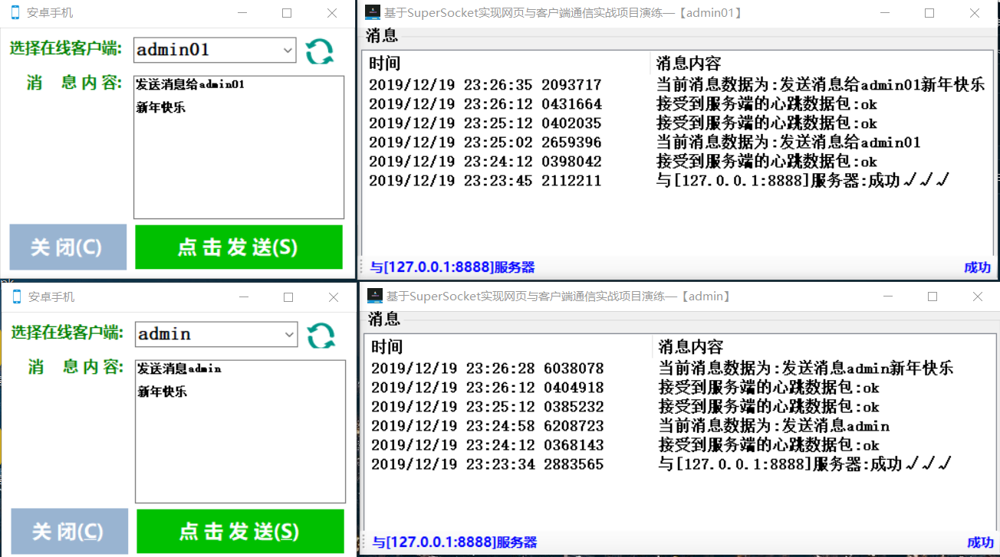 安卓手机
选择在线客户端:
admin01
消 息内容:
发送消息给admin01
新年快乐
关 闭(C)
点 击 发 送(S)
基于SuperSocket实现网页与客户端通信实战项目演练—【admin01】
消息
时间 消息内容
2019/12/19 23:26:35 2093717 当前消息数据为:发送消息给admin01新年快乐
2019/12/19 23:26:12 0431664 接受到服务端的心跳数据包:ok
2019/12/19 23:25:12 0402035 接受到服务端的心跳数据包:ok
2019/12/19 23:25:02 2659396 当前消息数据为:发送消息给admin01
2019/12/19 23:24:12 0398042 接受到服务端的心跳数据包:ok
2019/12/19 23:23:45 2112211 与[127.0.0.1:8888]服务器:成功√√√
与[127.0.0.1:8888]服务器 成功
安卓手机
选择在线客户端:
admin
消 息内容:
发送消息admin
新年快乐
关 闭(C)
点 击 发 送(S)
基于SuperSocket实现网页与客户端通信实战项目演练—【admin】
消息
时间 消息内容
2019/12/19 23:26:28 6038078 当前消息数据为:发送消息admin新年快乐
2019/12/19 23:26:12 0404918 接受到服务端的心跳数据包:ok
2019/12/19 23:25:12 0385232 接受到服务端的心跳数据包:ok
2019/12/19 23:24:58 6208723 当前消息数据为:发送消息admin
2019/12/19 23:24:12 0368143 接受到服务端的心跳数据包:ok
2019/12/19 23:23:34 2883565 与[127.0.0.1:8888]服务器:成功√√√
与[127.0.0.1:8888]服务器 成功